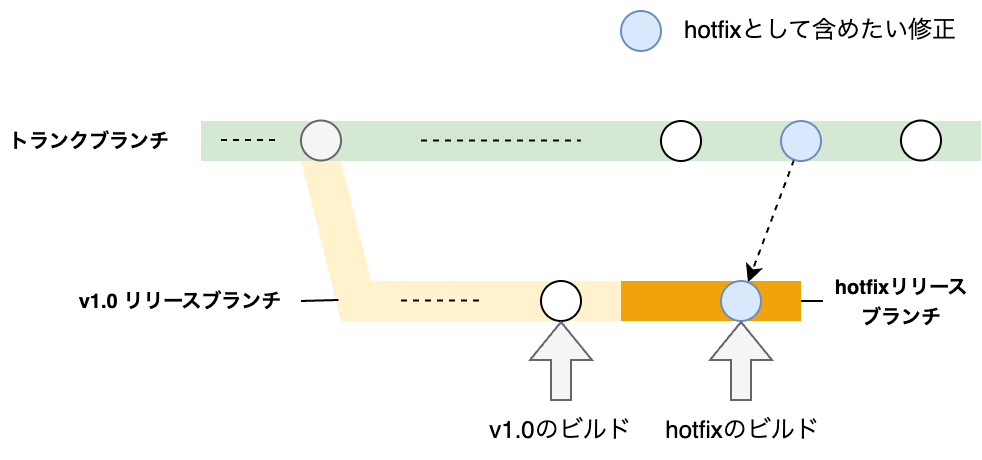 hotfixとして含めたい修正
トランクブランチ
v1.0 リリースブランチ
hotfixリリース
ブランチ
v1.0のビルド
hotfixのビルド